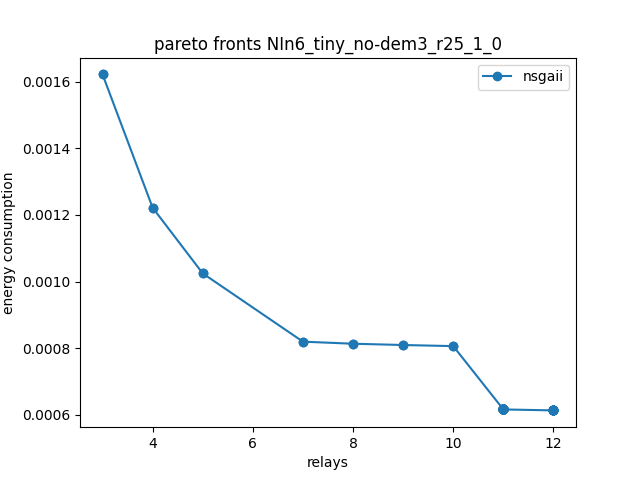 pareto fronts NIn6_tiny_no-dem3_r25_1_0
nsgaii
energy consumption
0.0016
0.0014
0.0012
0.0010
0.0008
0.0006
4 6 8 10 12
relays